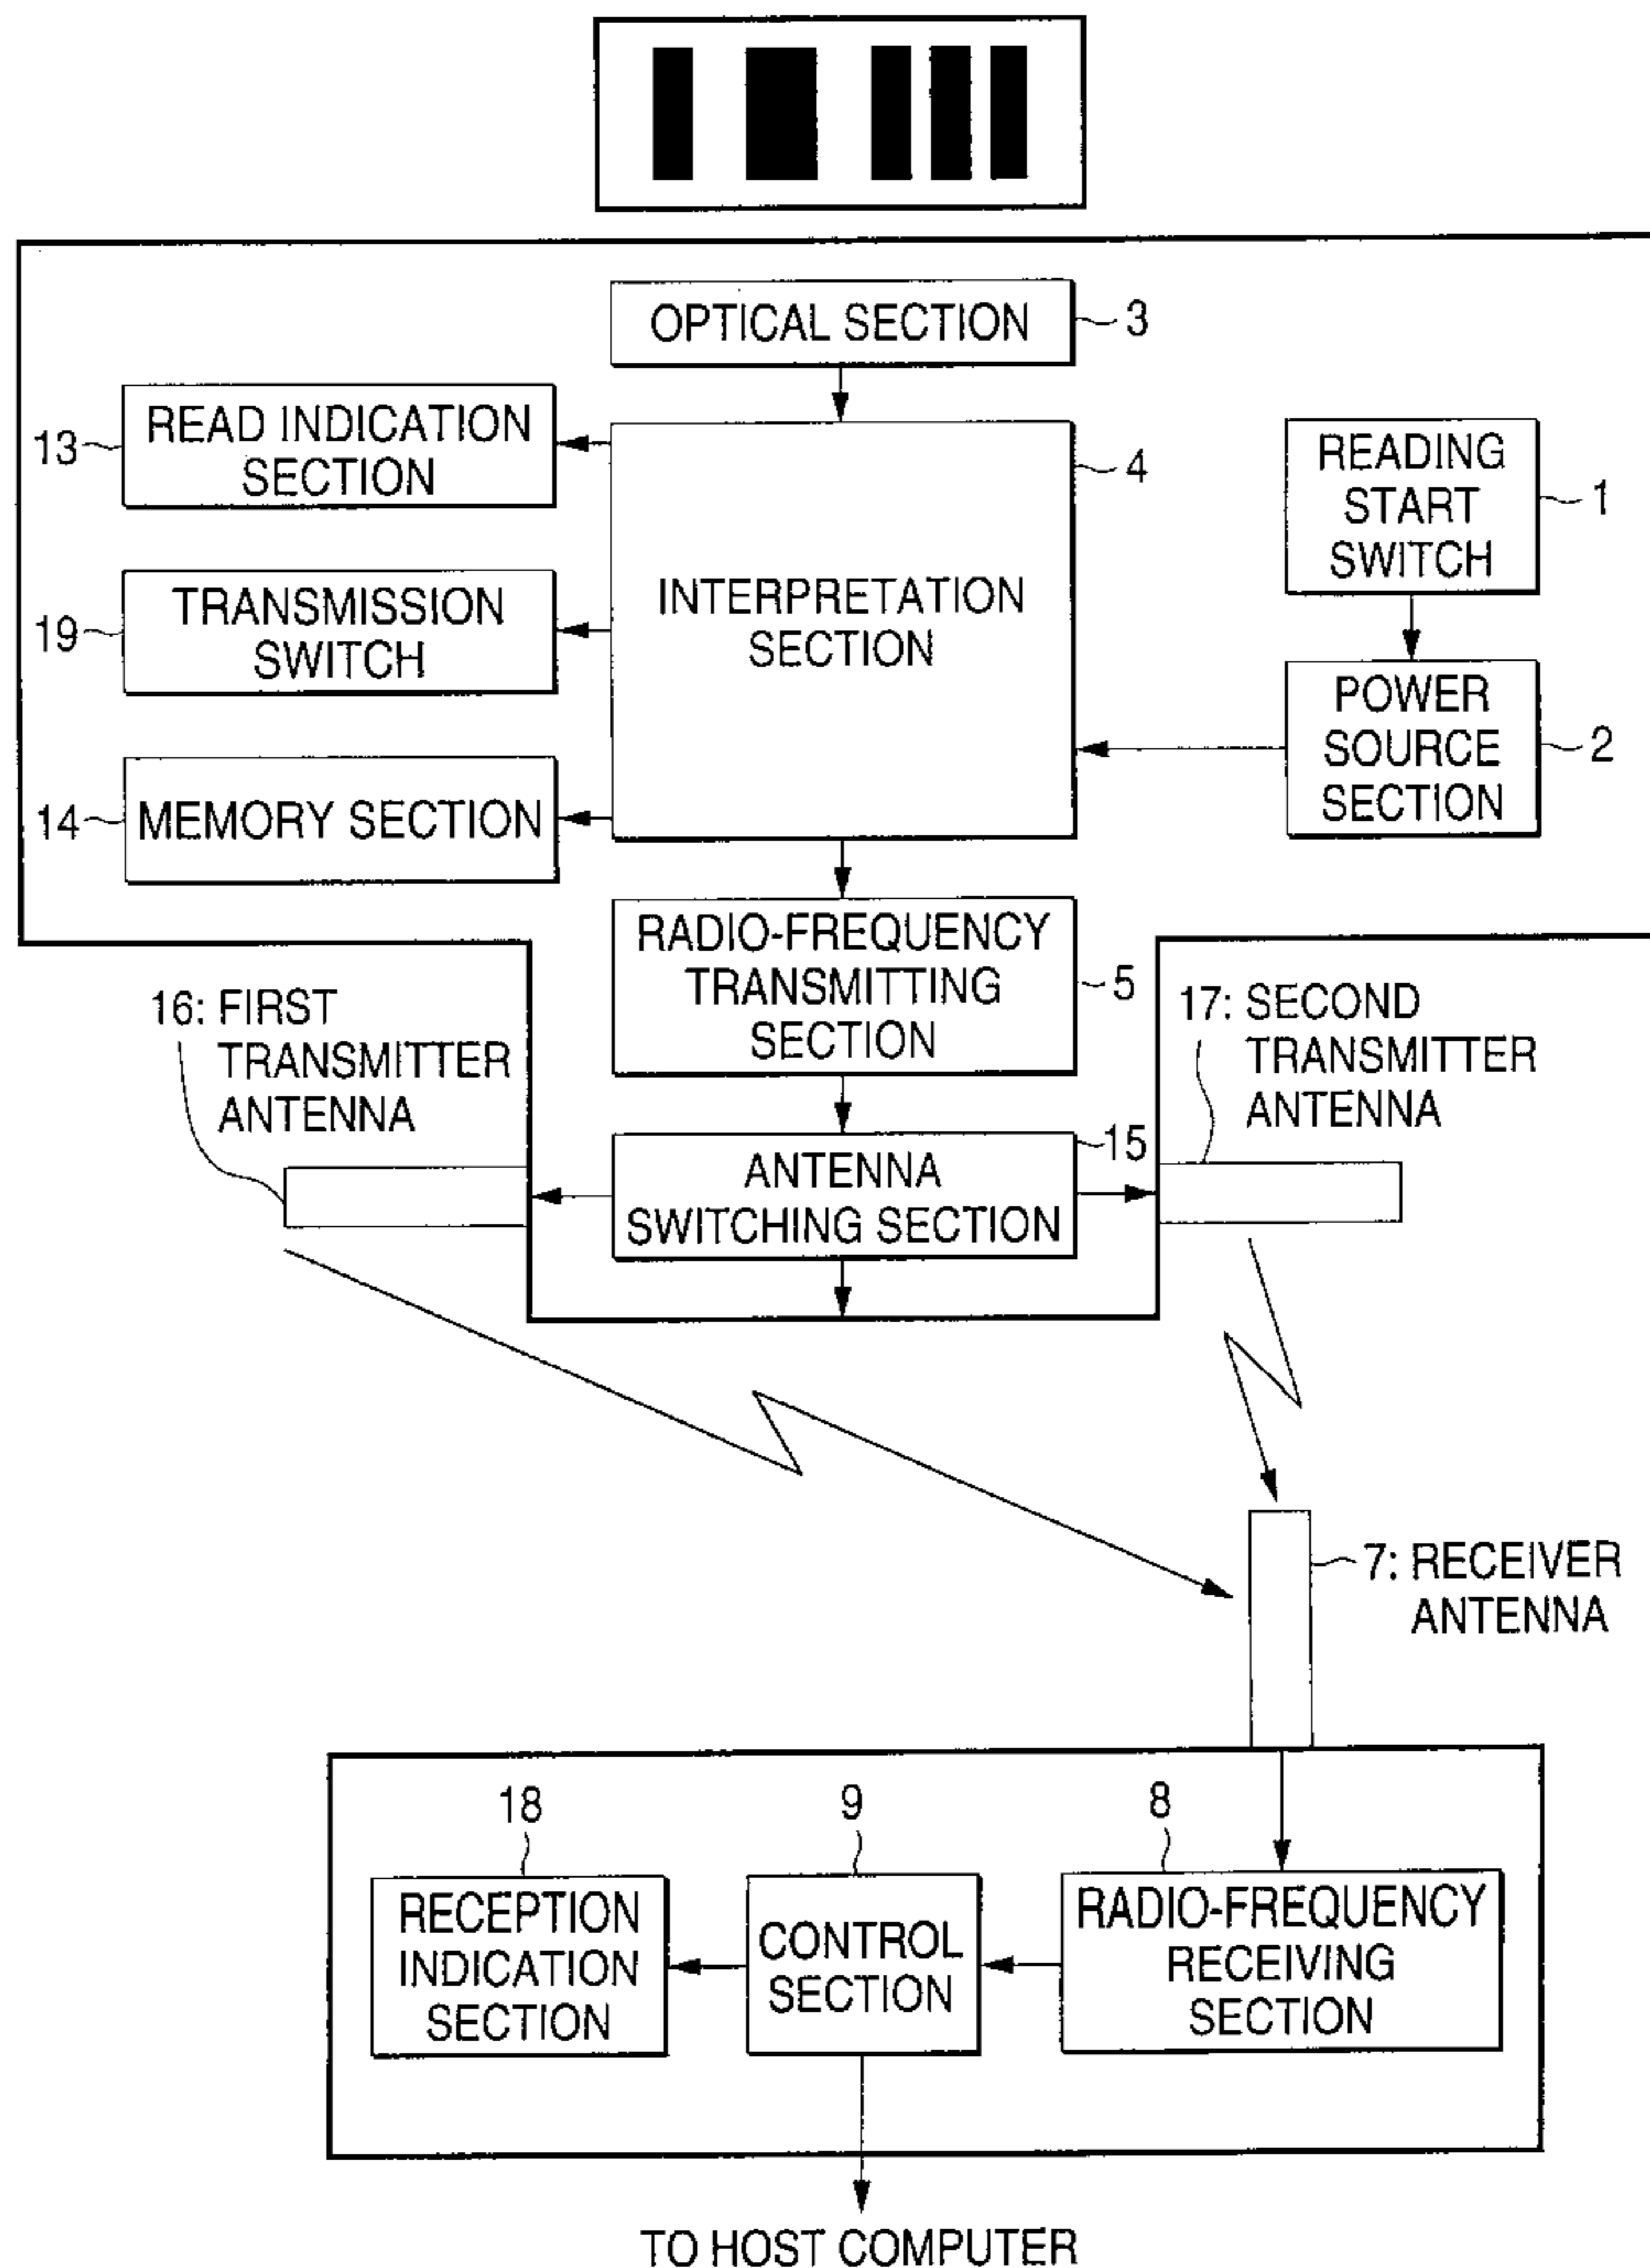 OPTICAL SECTION
3
READ INDICATION
SECTION
13
4
READING
START
SWITCH
1
INTERPRETATION
SECTION
TRANSMISSION
SWITCH
19
POWER
SOURCE
SECTION
2
MEMORY SECTION
14
RADIO-FREQUENCY
TRANSMITTING
SECTION
5
16: FIRST
TRANSMITTER
ANTENNA
17: SECOND
TRANSMITTER
ANTENNA
15
ANTENNA
SWITCHING SECTION
7: RECEIVER
ANTENNA
18
9
8
RECEPTION
INDICATION
SECTION
CONTROL
SECTION
RADIO-FREQUENCY
RECEIVING
SECTION
TO HOST COMPUTER